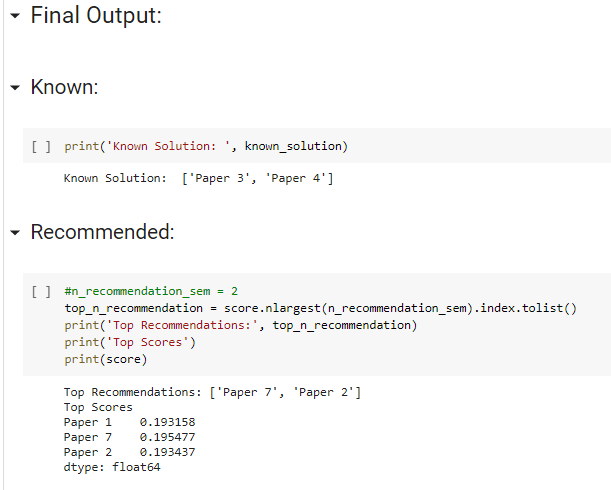 Final Output:
Known:
[ ] print('Known Solution: ', known_solution)
Known Solution:  ['Paper 3', 'Paper 4']
Recommended:
[ ] #n_recommendation_sem = 2
top_n_recommendation = score.nlargest(n_recommendation_sem).index.tolist()
print('Top Recommendations:', top_n_recommendation)
print('Top Scores')
print(score)
Top Recommendations: ['Paper 7', 'Paper 2']
Top Scores
Paper 1    0.193158
Paper 7    0.195477
Paper 2    0.193437
dtype: float64